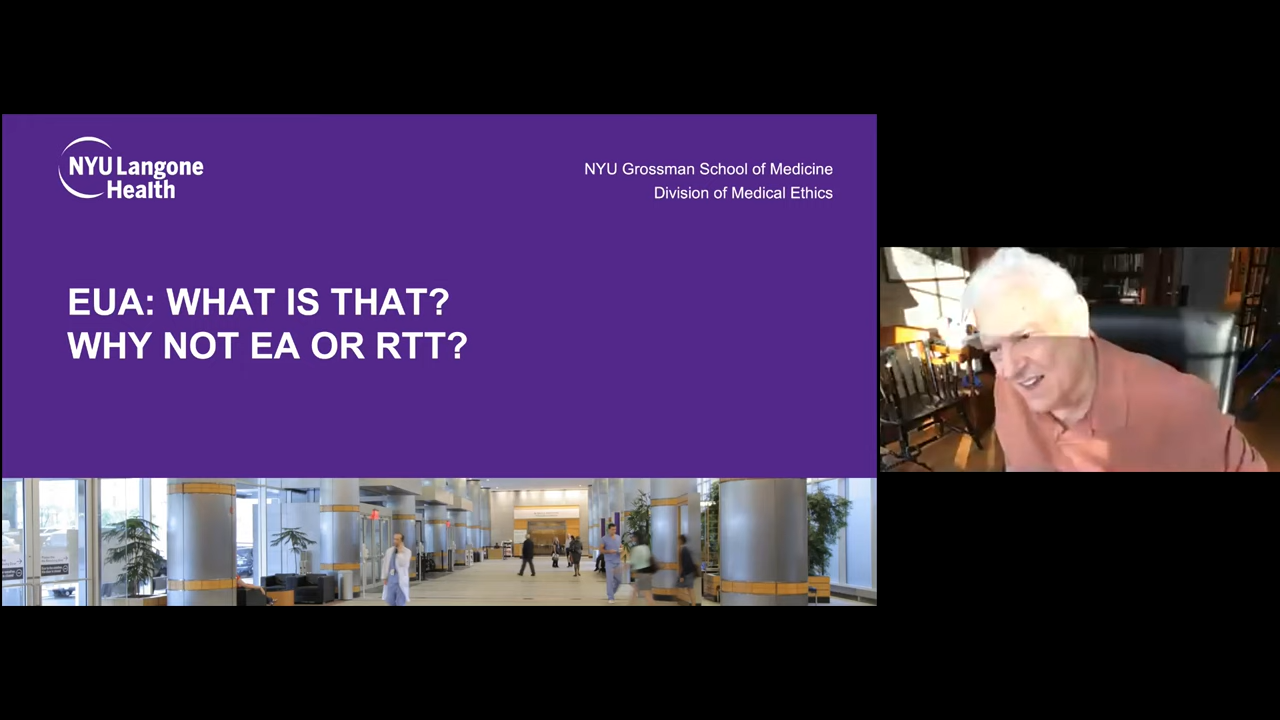 NYU Langone
Health
NYU Grossman School of Medicine
Division of Medical Ethics
EUA: WHAT IS THAT?
WHY NOT EA OR RTT?